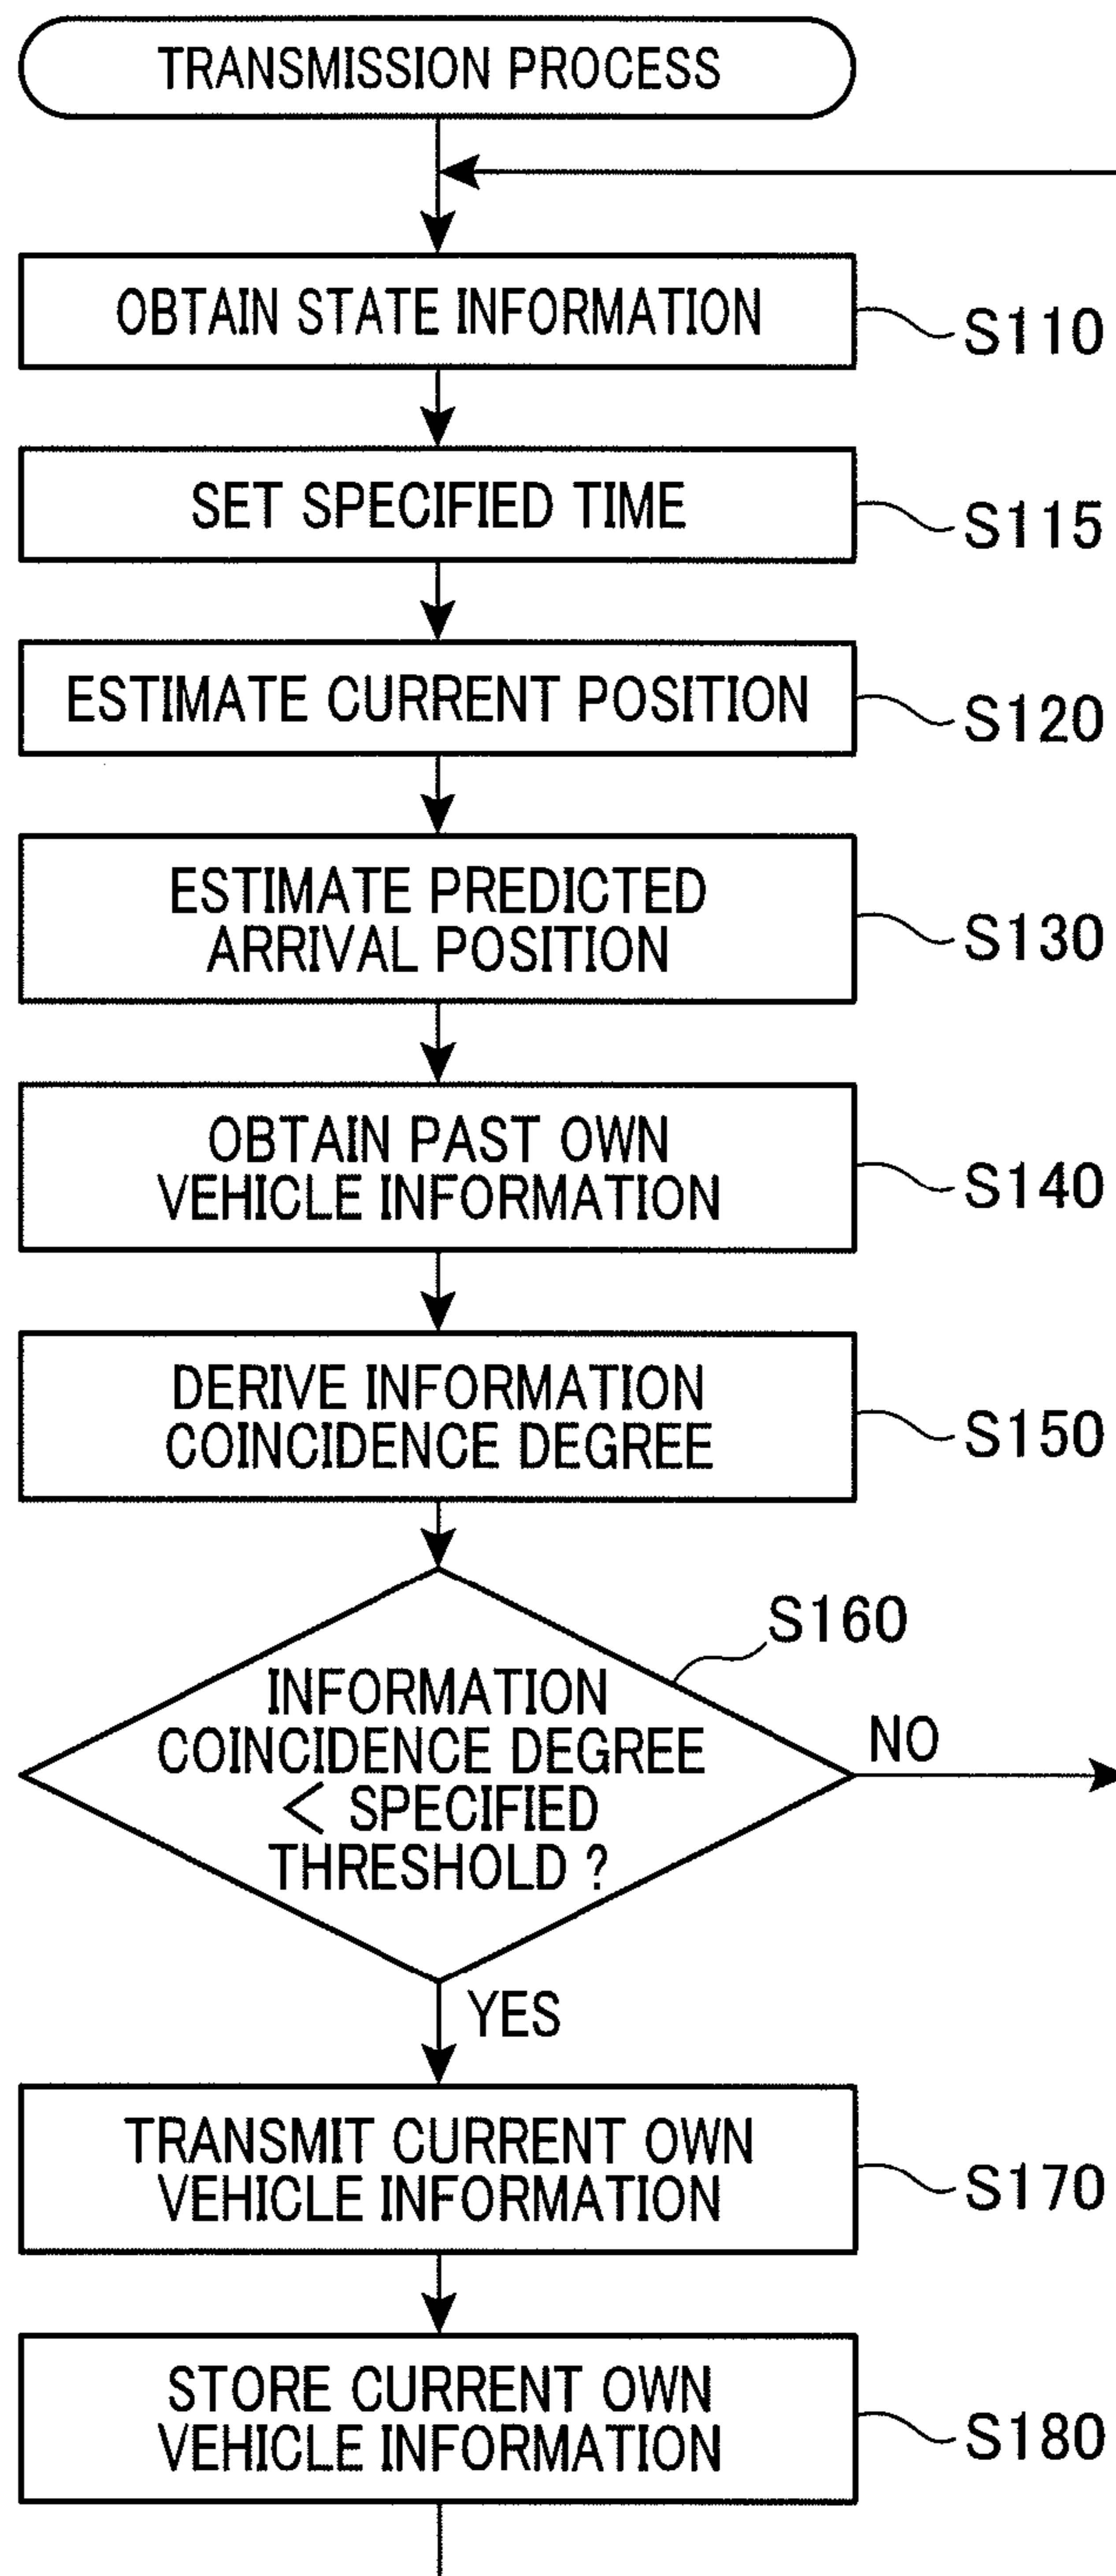 TRANSMISSION PROCESS
OBTAIN STATE INFORMATION
S110
SET SPECIFIED TIME
S115
ESTIMATE CURRENT POSITION
S120
ESTIMATE PREDICTED
ARRIVAL POSITION
S130
OBTAIN PAST OWN
VEHICLE INFORMATION
S140
DERIVE INFORMATION
COINCIDENCE DEGREE
S150
S160
INFORMATION
COINCIDENCE DEGREE
< SPECIFIED
THRESHOLD ?
NO
YES
TRANSMIT CURRENT OWN
VEHICLE INFORMATION
S170
STORE CURRENT OWN
VEHICLE INFORMATION
S180